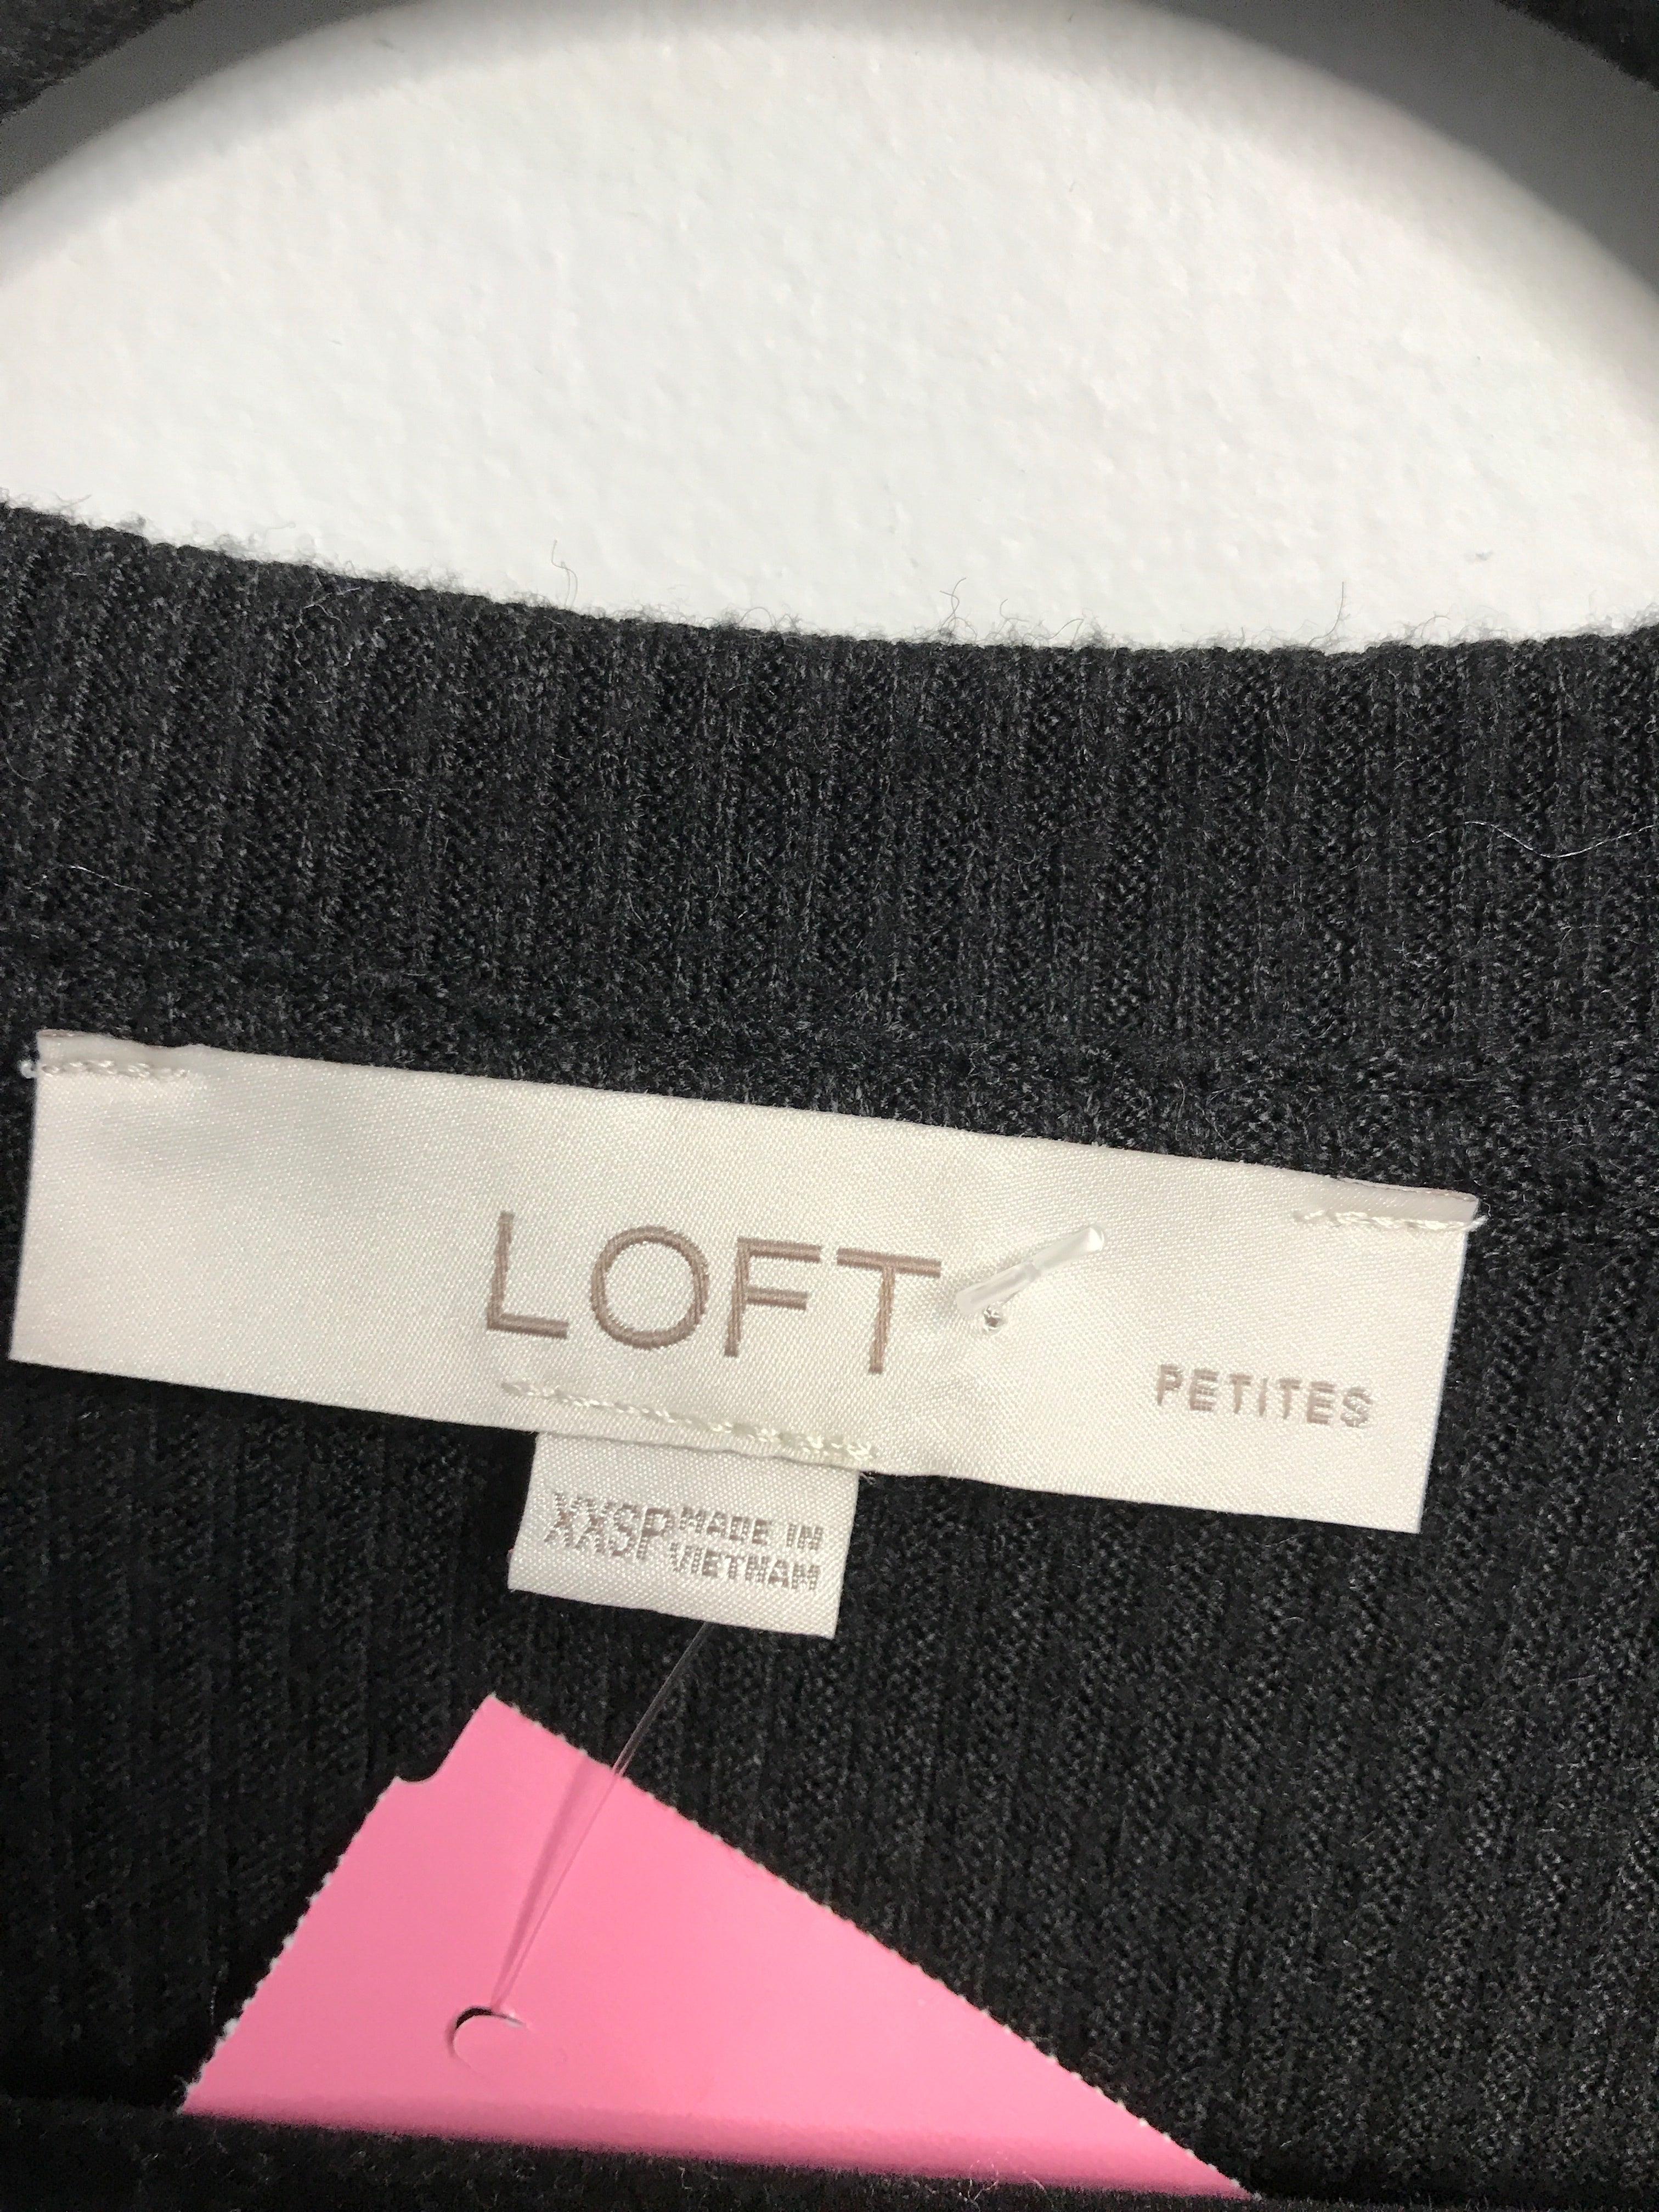 LOFT
PETITES
XXSP MADE IN
VIETNAM